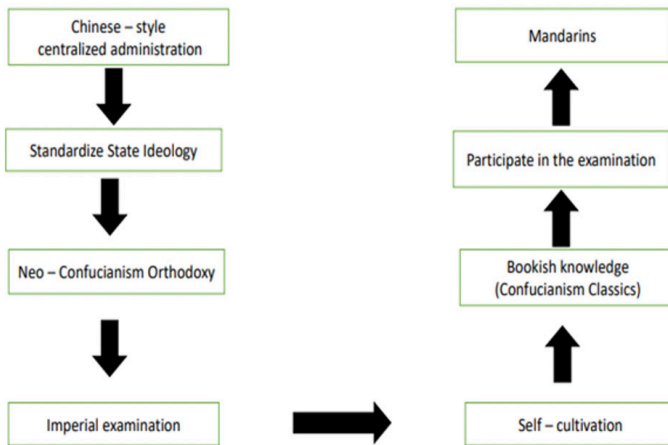 Chinese – style
centralized administration
Standardize State Ideology
Neo – Confucianism Orthodoxy
Imperial examination
Self – cultivation
Bookish knowledge
(Confucianism Classics)
Participate in the examination
Mandarins